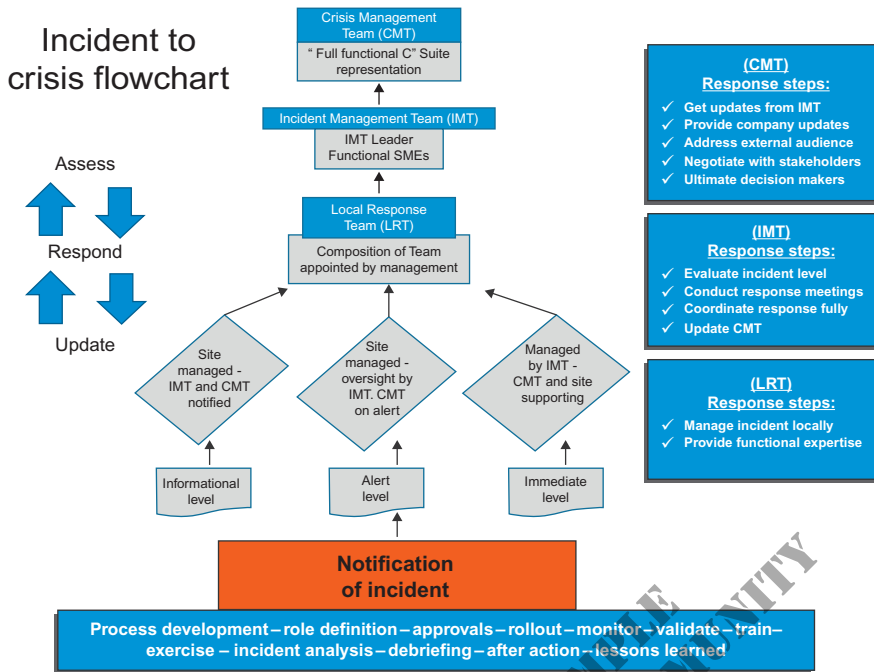 Incident to
crisis flowchart
Crisis Management
Team (CMT)
“ Full functional C” Suite
representation
Incident Management Team (IMT)
IMT Leader
Functional SMEs
Local Response
Team (LRT)
Composition of Team
appointed by management
Assess
Respond
Update
Site
managed -
IMT and CMT
notified
Site
managed -
oversight by
IMT. CMT
on alert
Managed
by IMT -
CMT and site
supporting
Informational
level
Alert
level
Immediate
level
Notification
of incident
Process development – role definition – approvals – rollout – monitor – validate – train–
exercise – incident analysis – debriefing – after action – lessons learned
(CMT)
Response steps:
✓ Get updates from IMT
✓ Provide company updates
✓ Address external audience
✓ Negotiate with stakeholders
✓ Ultimate decision makers
(IMT)
Response steps:
✓ Evaluate incident level
✓ Conduct response meetings
✓ Coordinate response fully
✓ Update CMT
(LRT)
Response steps:
✓ Manage incident locally
✓ Provide functional expertise